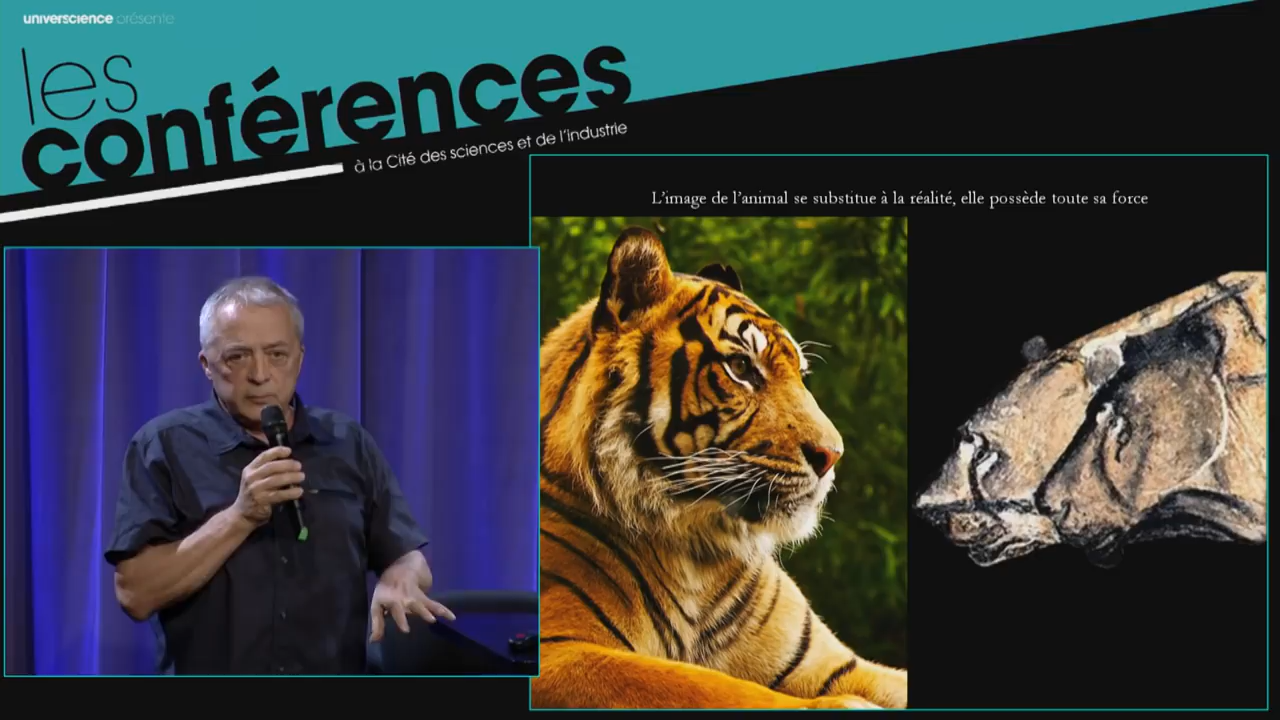 universcience présente
les
conférences
à la Cité des sciences et de l'industrie
L'image de l'animal se substitue à la réalité, elle possède toute sa force